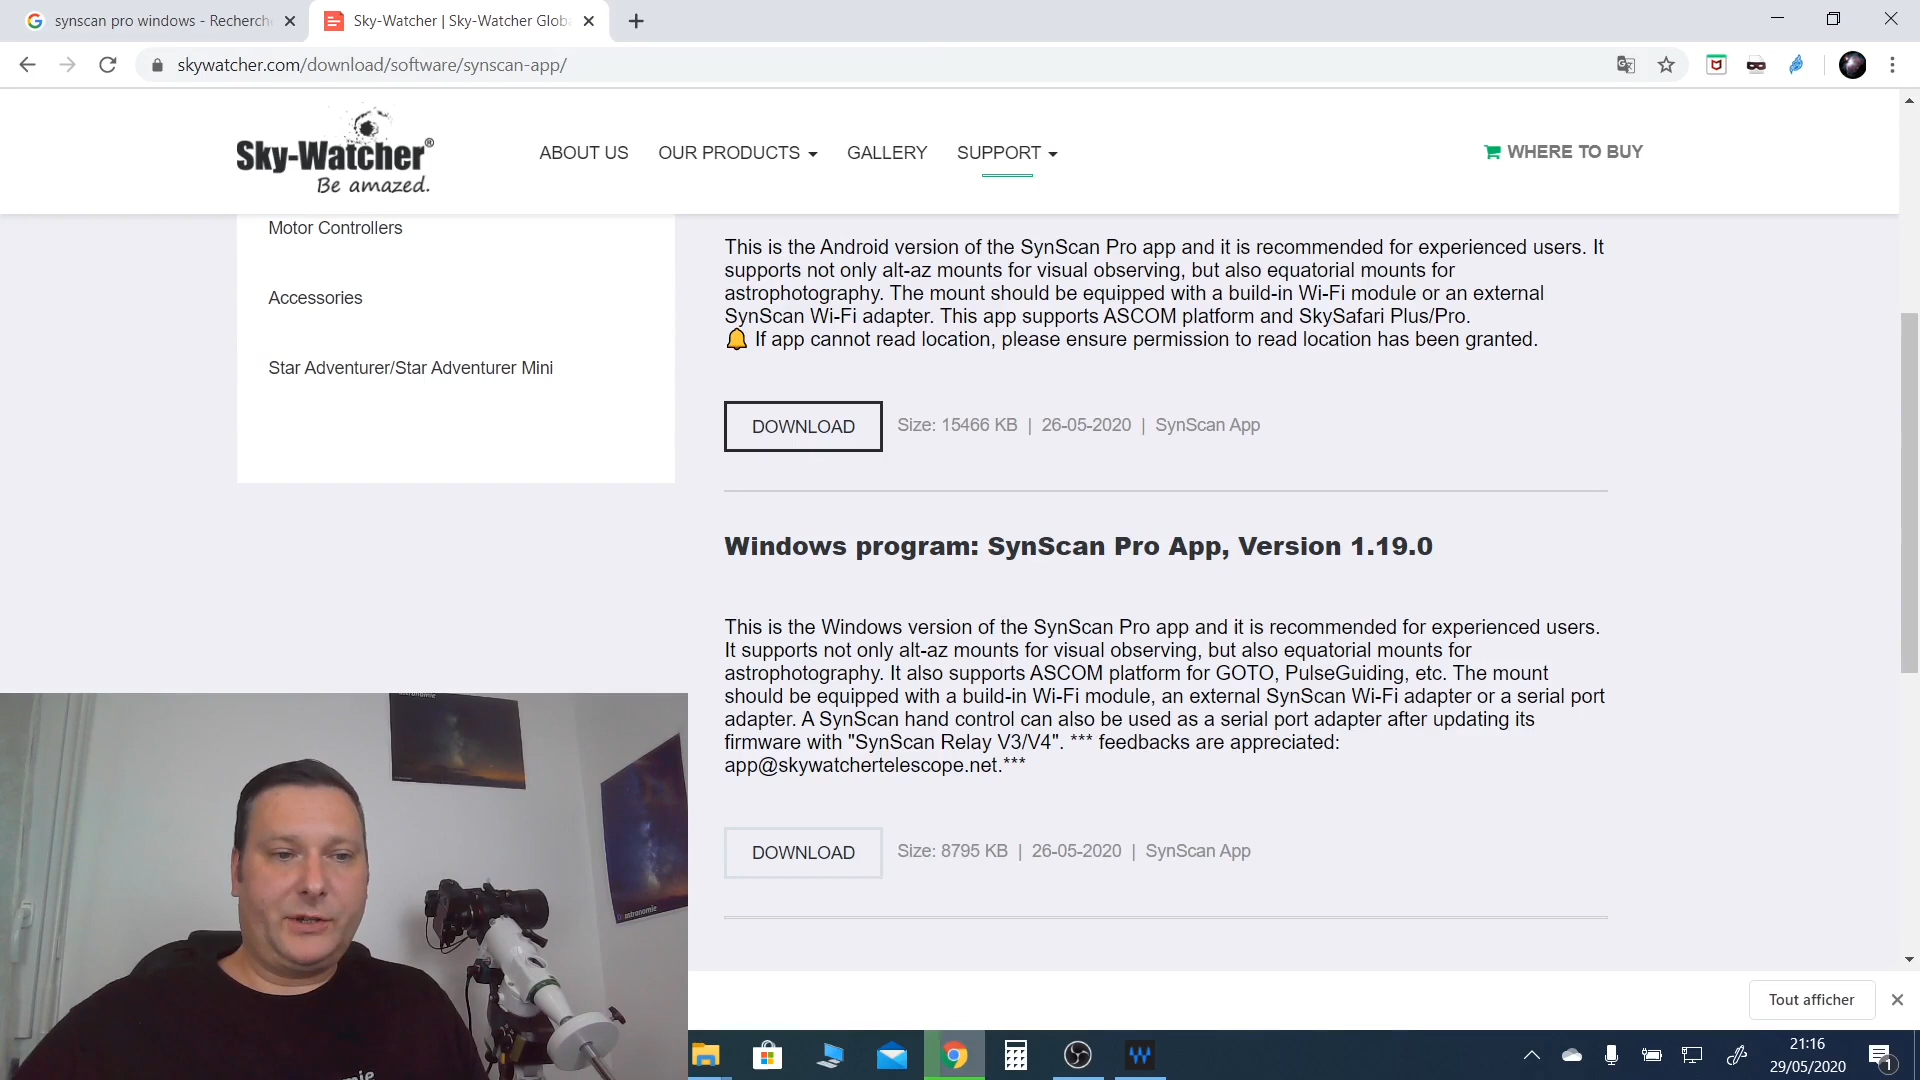 synscan pro windows - Recherch
Sky-Watcher | Sky-Watcher Glob
skywatcher.com/download/software/synscan-app/
Sky-Watcher®
Be amazed.
ABOUT US
OUR PRODUCTS
GALLERY
SUPPORT
WHERE TO BUY
Motor Controllers
Accessories
Star Adventurer/Star Adventurer Mini
This is the Android version of the SynScan Pro app and it is recommended for experienced users. It
supports not only alt-az mounts for visual observing, but also equatorial mounts for
astrophotography. The mount should be equipped with a build-in Wi-Fi module or an external
SynScan Wi-Fi adapter. This app supports ASCOM platform and SkySafari Plus/Pro.
🔔 If app cannot read location, please ensure permission to read location has been granted.
DOWNLOAD
Size: 15466 KB | 26-05-2020 | SynScan App
Windows program: SynScan Pro App, Version 1.19.0
This is the Windows version of the SynScan Pro app and it is recommended for experienced users.
It supports not only alt-az mounts for visual observing, but also equatorial mounts for
astrophotography. It also supports ASCOM platform for GOTO, PulseGuiding, etc. The mount
should be equipped with a build-in Wi-Fi module, an external SynScan Wi-Fi adapter or a serial port
adapter. A SynScan hand control can also be used as a serial port adapter after updating its
firmware with "SynScan Relay V3/V4". *** feedbacks are appreciated:
app@skywatchertelescope.net.***
DOWNLOAD
Size: 8795 KB | 26-05-2020 | SynScan App
astronomie
Tout afficher
21:16
29/05/2020
1